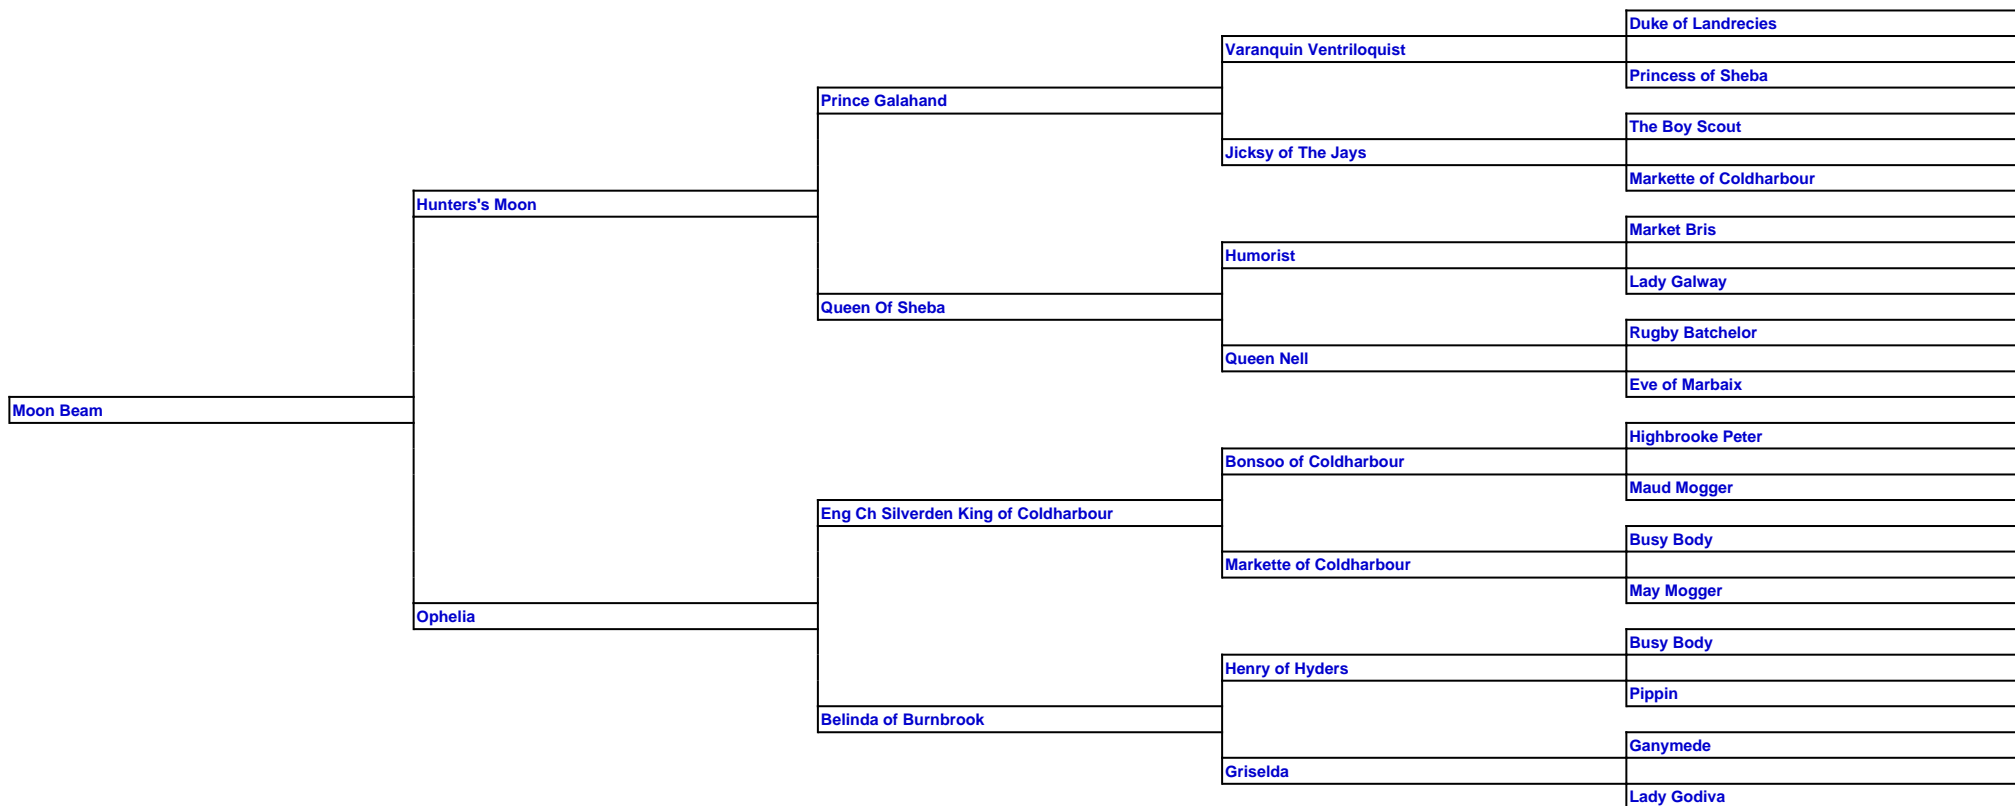 Duke of Landrecies
Varanquin Ventriloquist
Princess of Sheba
Prince Galahand
The Boy Scout
Jicksy of The Jays
Markette of Coldharbour
Hunters's Moon
Market Bris
Humorist
Lady Galway
Queen Of Sheba
Rugby Batchelor
Queen Nell
Eve of Marbaix
Moon Beam
Highbrooke Peter
Bonsoo of Coldharbour
Maud Mogger
Eng Ch Silverden King of Coldharbour
Busy Body
Markette of Coldharbour
May Mogger
Ophelia
Busy Body
Henry of Hyders
Pippin
Belinda of Burnbrook
Ganymede
Griselda
Lady Godiva